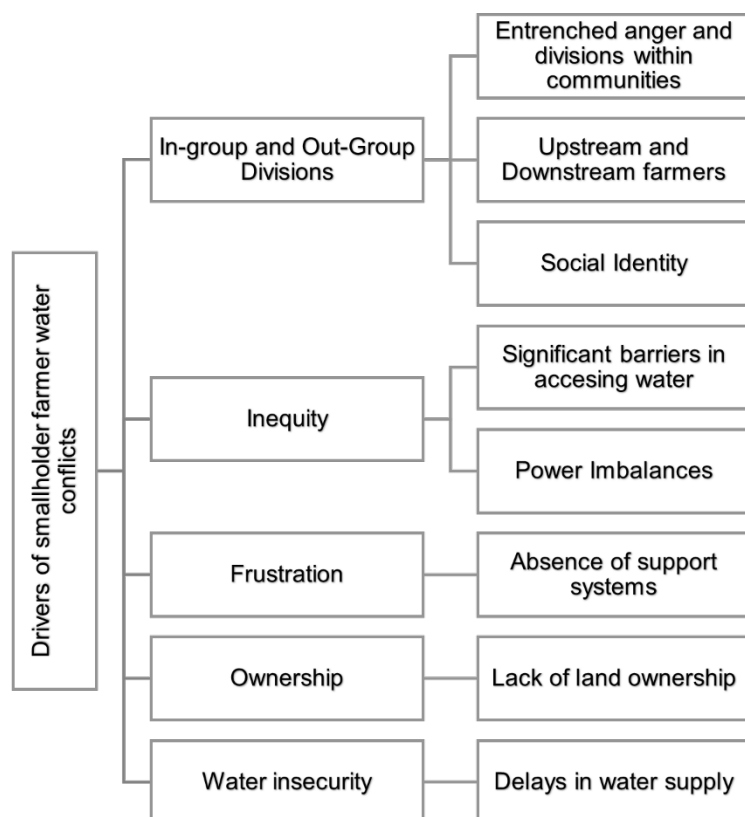 Drivers of smallholder farmer water
conflicts
In-group and Out-Group
Divisions
Entrenched anger and
divisions within
communities
Upstream and
Downstream farmers
Social Identity
Inequity
Significant barriers in
accesing water
Power Imbalances
Frustration
Absence of support
systems
Ownership
Lack of land ownership
Water insecurity
Delays in water supply